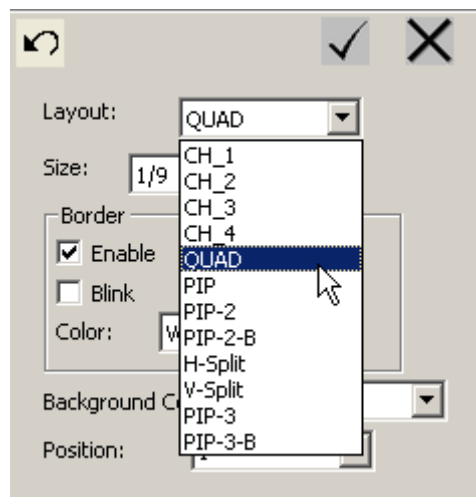 Layout: QUAD
CH_1
Size: 1/9
CH_2
CH_3
Border
CH_4
Enable
QUAD
Blink
PIP
PIP-2
Color: W
PIP-2-B
H-Split
V-Split
Background C
PIP-3
Position:
PIP-3-B